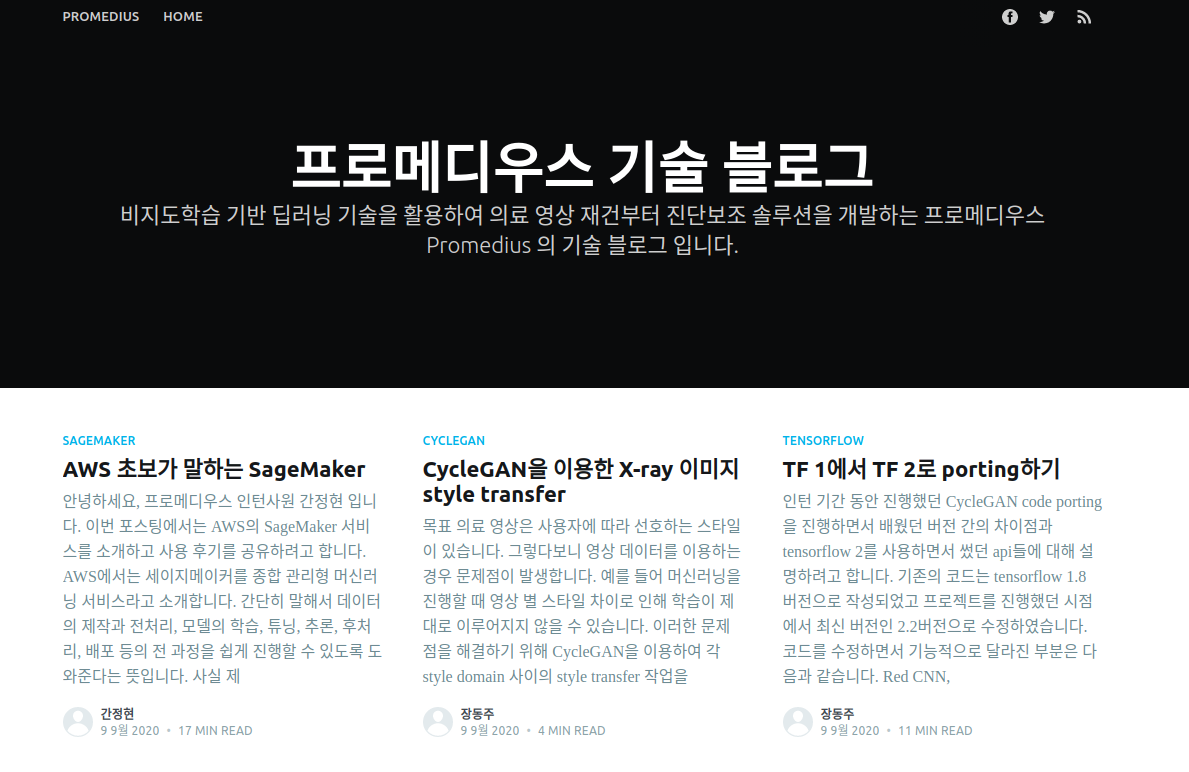 PROMEDIUS HOME
프로메디우스 기술 블로그
비지도학습 기반 딥러닝 기술을 활용하여 의료 영상 재건부터 진단보조 솔루션을 개발하는 프로메디우스
Promedius 의 기술 블로그 입니다.
SAGEMAKER
AWS 초보가 말하는 SageMaker
안녕하세요, 프로메디우스 인턴사원 간정현 입니
다. 이번 포스팅에서는 AWS의 SageMaker 서비
스를 소개하고 사용 후기를 공유하려고 합니다.
AWS에서는 세이지메이커를 종합 관리형 머신러
닝 서비스라고 소개합니다. 간단히 말해서 데이터
의 제작과 전처리, 모델의 학습, 튜닝, 추론, 후처
리, 배포 등의 전 과정을 쉽게 진행할 수 있도록 도
와준다는 뜻입니다. 사실 제
간정현
9 9월 2020 • 17 MIN READ
CYCLEGAN
CycleGAN을 이용한 X-ray 이미지
style transfer
목표 의료 영상은 사용자에 따라 선호하는 스타일
이 있습니다. 그렇다보니 영상 데이터를 이용하는
경우 문제점이 발생합니다. 예를 들어 머신러닝을
진행할 때 영상 별 스타일 차이로 인해 학습이 제
대로 이루어지지 않을 수 있습니다. 이러한 문제
점을 해결하기 위해 CycleGAN을 이용하여 각
style domain 사이의 style transfer 작업을
장동주
9 9월 2020 • 4 MIN READ
TENSORFLOW
TF 1에서 TF 2로 porting하기
인턴 기간 동안 진행했던 CycleGAN code porting
을 진행하면서 배웠던 버전 간의 차이점과
tensorflow 2를 사용하면서 썼던 api들에 대해 설
명하려고 합니다. 기존의 코드는 tensorflow 1.8
버전으로 작성되었고 프로젝트를 진행했던 시점
에서 최신 버전인 2.2버전으로 수정하였습니다.
코드를 수정하면서 기능적으로 달라진 부분은 다
음과 같습니다. Red CNN,
장동주
9 9월 2020 • 11 MIN READ